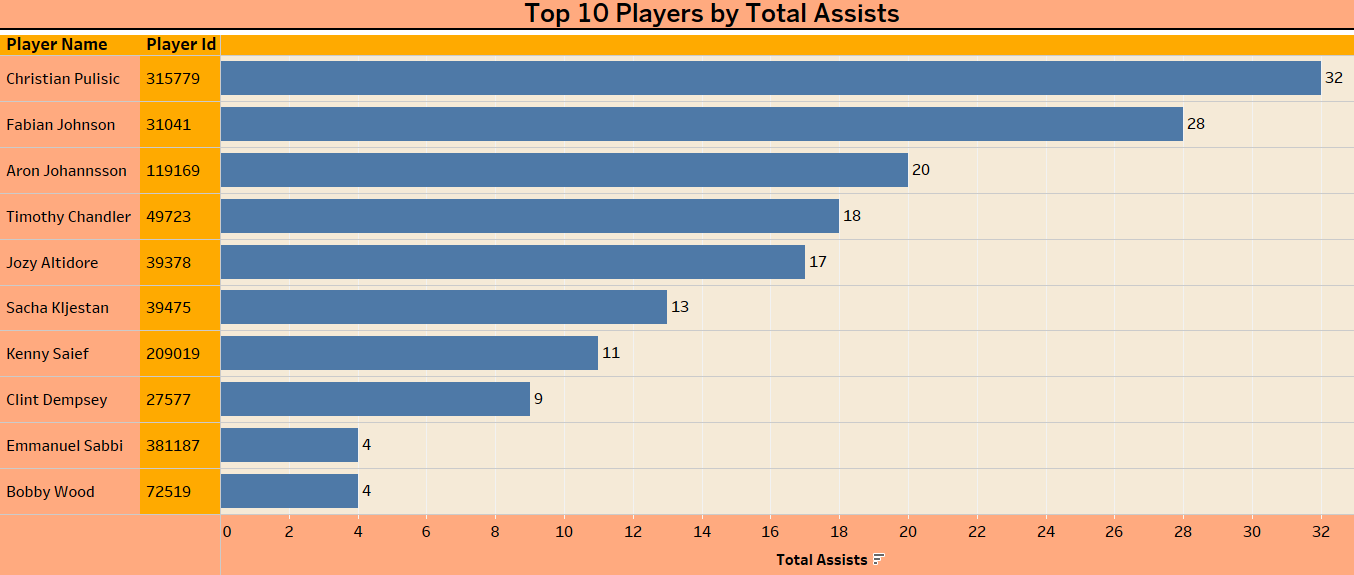 Top 10 Players by Total Assists
Player Name Player Id
Christian Pulisic 315779 32
Fabian Johnson 31041 28
Aron Johannsson 119169 20
Timothy Chandler 49723 18
Jozy Altidore 39378 17
Sacha Kljestan 39475 13
Kenny Saief 209019 11
Clint Dempsey 27577 9
Emmanuel Sabbi 381187 4
Bobby Wood 72519 4
0 2 4 6 8 10 12 14 16 18 20 22 24 26 28 30 32
Total Assists